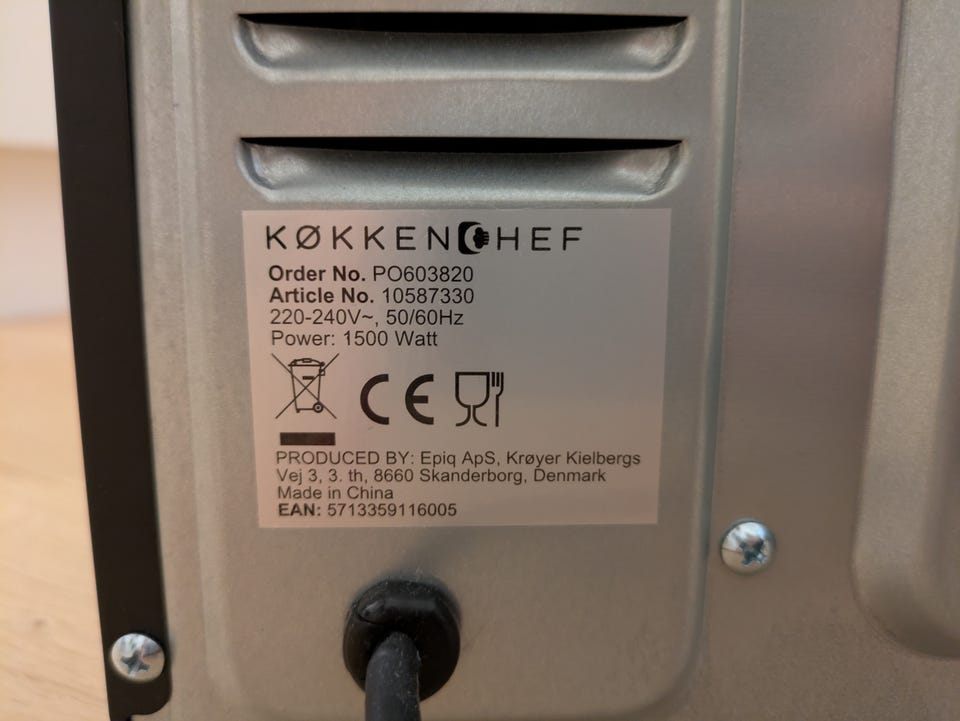 KØKKENCHEF
Order No. PO603820
Article No. 10587330
220-240V~, 50/60Hz
Power: 1500 Watt
CE
PRODUCED BY: Epiq ApS, Krøyer Kielbergs
Vej 3, 3. th, 8660 Skanderborg, Denmark
Made in China
EAN: 5713359116005